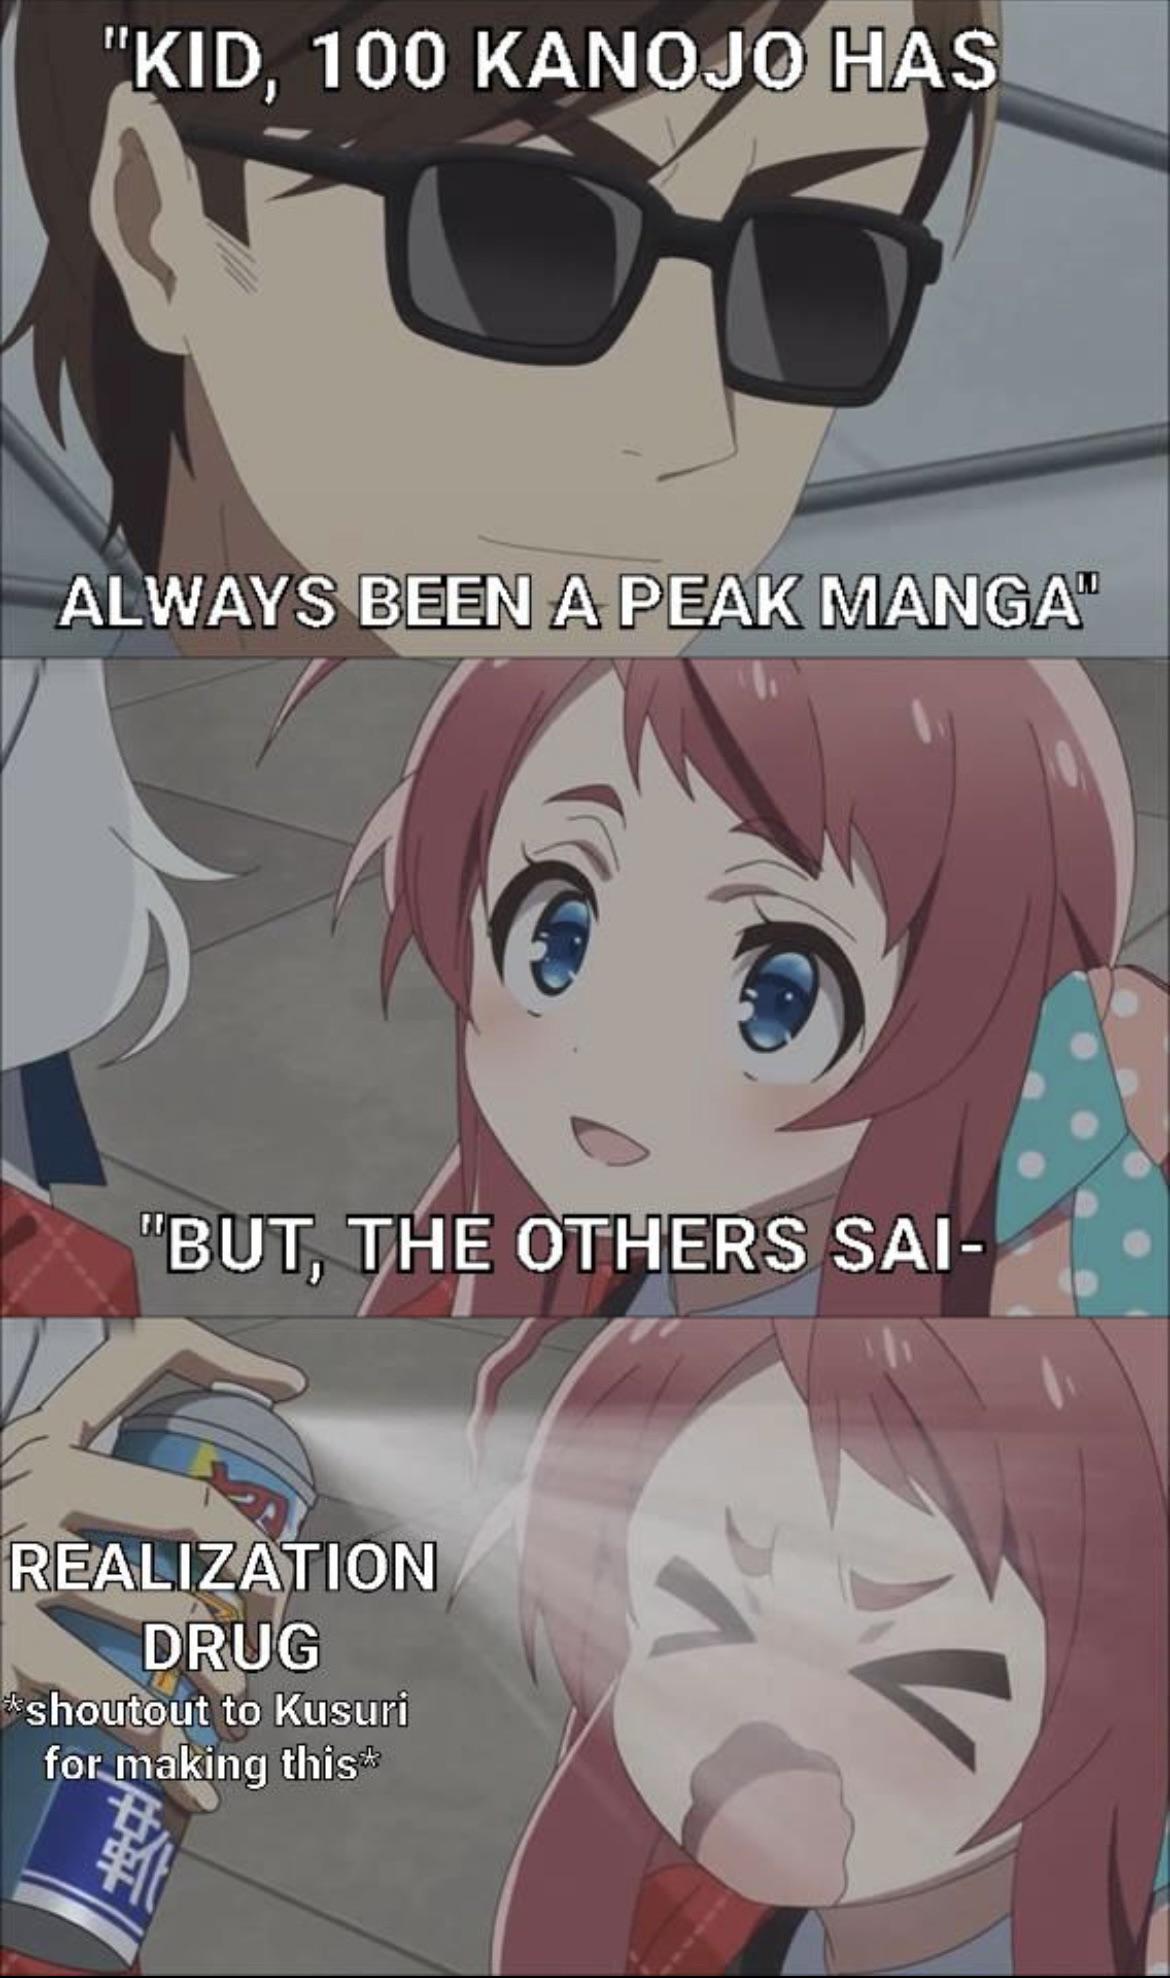 "KID, 100 KANOJO HAS
ALWAYS BEEN A PEAK MANGA"
"BUT, THE OTHERS SAI-
REALIZATION
DRUG
*shoutout to Kusuri
for making this*
靴